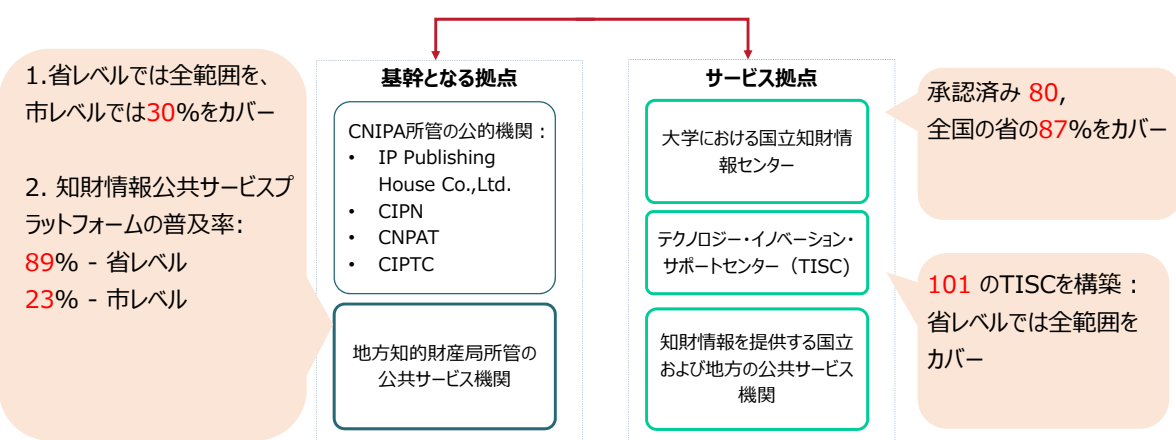 1.省レベルでは全範囲を、
市レベルでは30%をカバー
2. 知財情報公共サービスプ
ラットフォームの普及率:
89% - 省レベル
23% - 市レベル
基幹となる拠点
CNIPA所管の公的機関：
• IP Publishing
House Co.,Ltd.
• CIPN
• CNPAT
• CIPTC
地方知的財産局所管の
公共サービス機関
サービス拠点
大学における国立知財情
報センター
テクノロジー・イノベーション・
サポートセンター（TISC)
知財情報を提供する国立
および地方の公共サービス
機関
承認済み 80,
全国の省の87%をカバー
101 のTISCを構築：
省レベルでは全範囲を
カバー